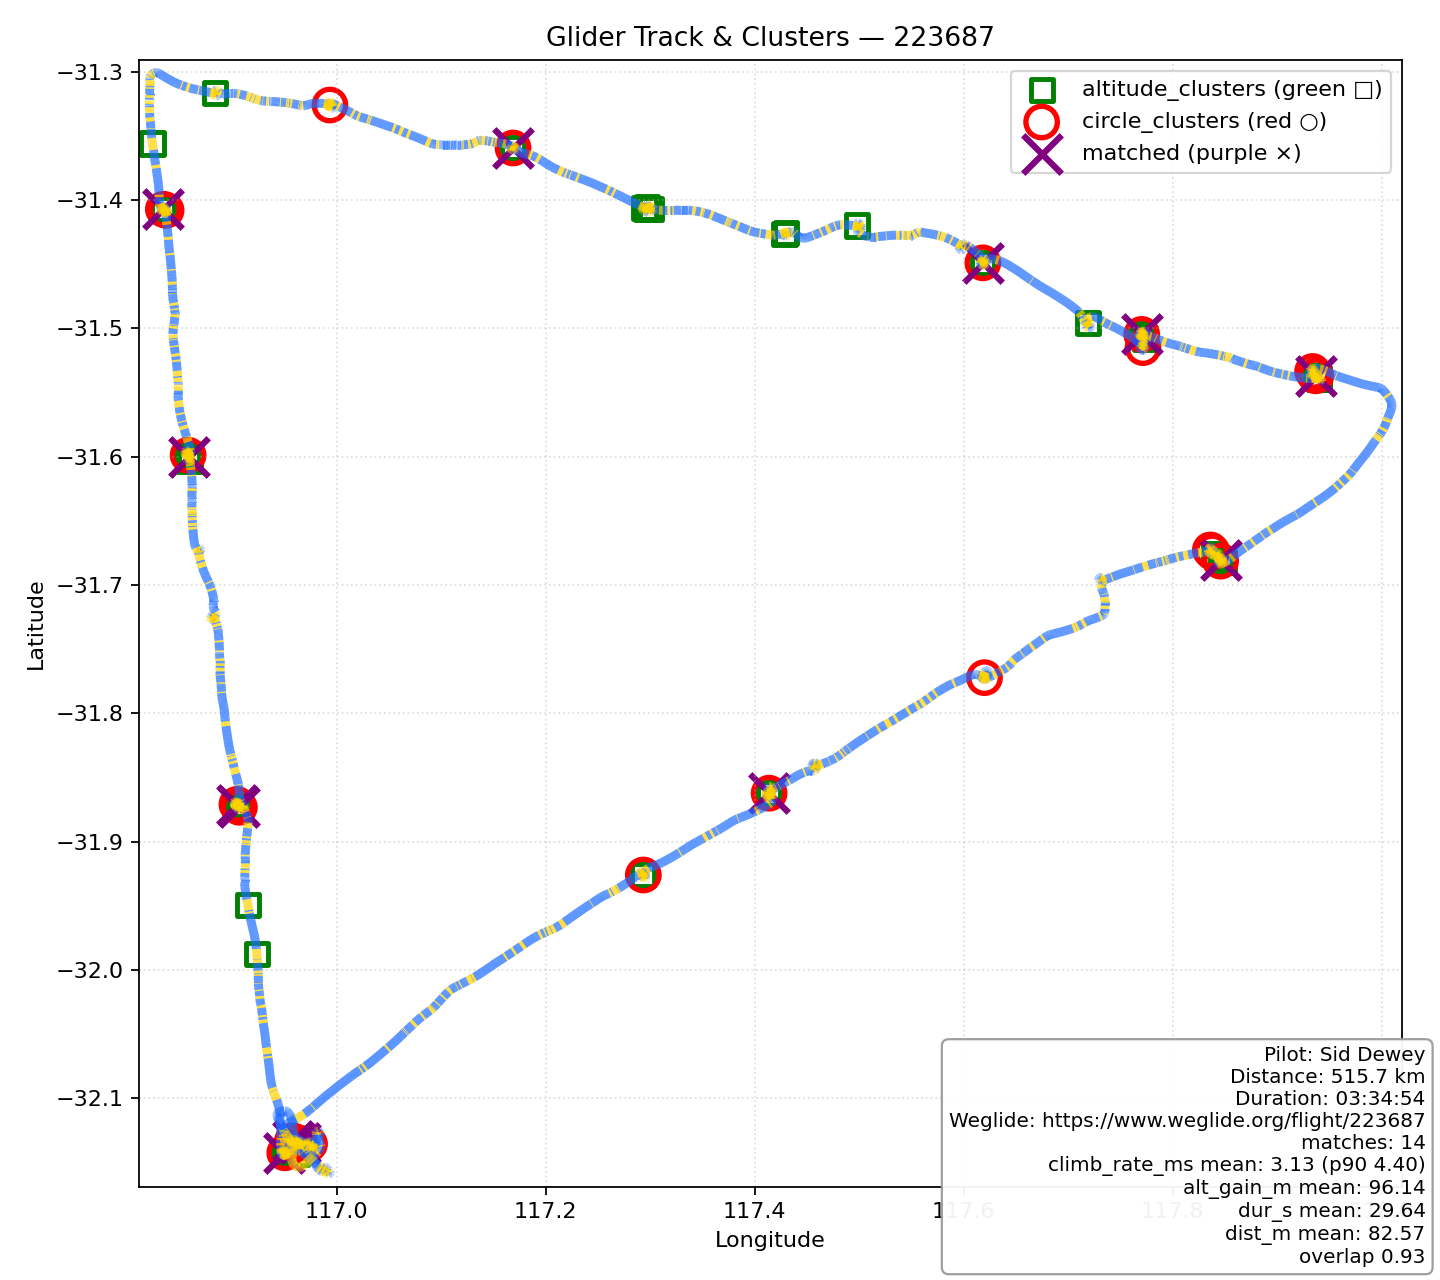 Glider Track & Clusters — 223687
altitude_clusters (green □)
circle_clusters (red ○)
matched (purple ×)
−31.3
−31.4
−31.5
−31.6
−31.7
−31.8
−31.9
−32.0
−32.1
Latitude
117.0
117.2
117.4
117.6
117.8
Longitude
Pilot: Sid Dewey
Distance: 515.7 km
Duration: 03:34:54
Weglide: https://www.weglide.org/flight/223687
matches: 14
climb_rate_ms mean: 3.13 (p90 4.40)
alt_gain_m mean: 96.14
dur_s mean: 29.64
dist_m mean: 82.57
overlap 0.93